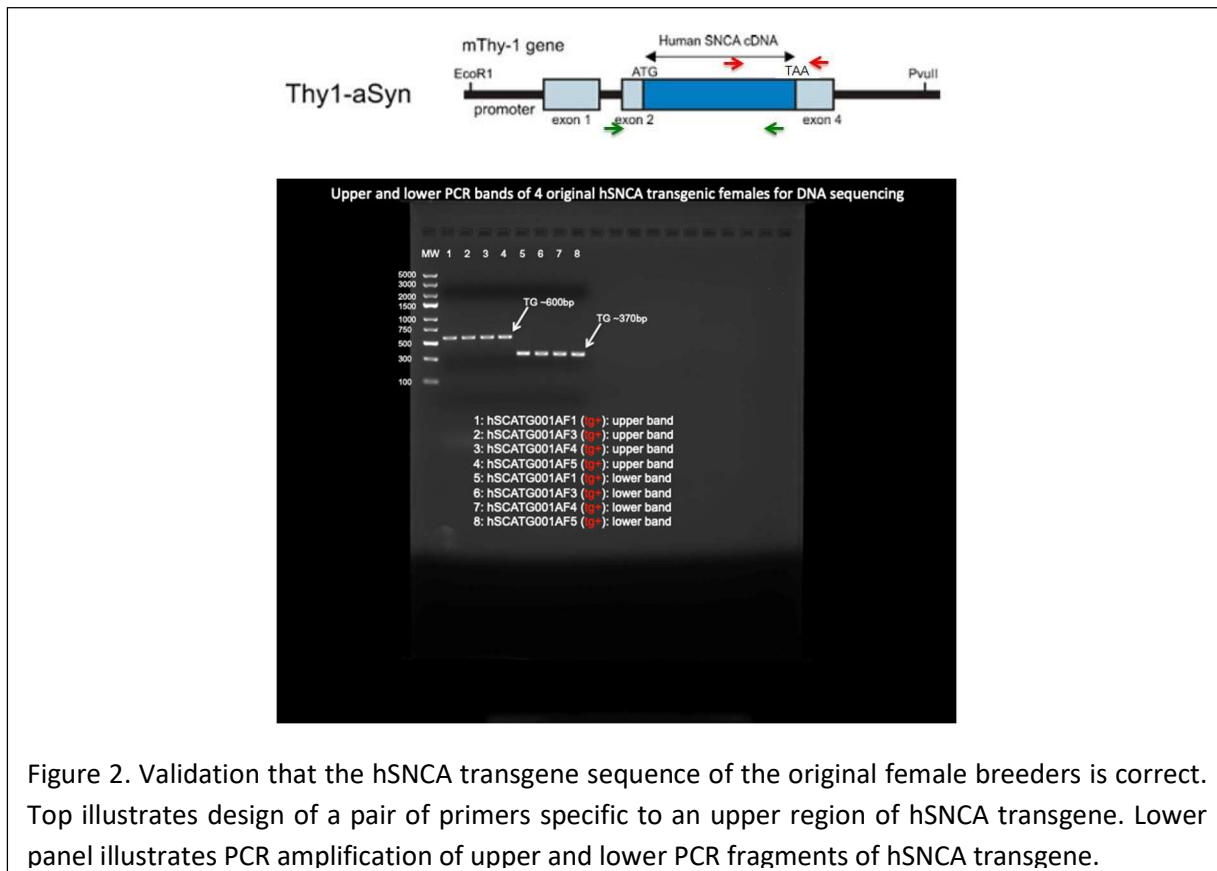 mThy-1 gene
Human SNCA cDNA
EcoR1
ATG
TAA
PvuII
Thy1-aSyn
promoter
exon 1
exon 2
exon 4
Upper and lower PCR bands of 4 original hSNCA transgenic females for DNA sequencing
MW 1 2 3 4 5 6 7 8
5000
3000
2000
1500
1000
750
500
300
100
TG ~600bp
TG ~370bp
1: hSCATG001AF1 (tg+): upper band
2: hSCATG001AF3 (tg+): upper band
3: hSCATG001AF4 (tg+): upper band
4: hSCATG001AF5 (tg+): upper band
5: hSCATG001AF1 (tg+): lower band
6: hSCATG001AF3 (tg+): lower band
7: hSCATG001AF4 (tg+): lower band
8: hSCATG001AF5 (tg+): lower band
Figure 2. Validation that the hSNCA transgene sequence of the original female breeders is correct.
Top illustrates design of a pair of primers specific to an upper region of hSNCA transgene. Lower
panel illustrates PCR amplification of upper and lower PCR fragments of hSNCA transgene.